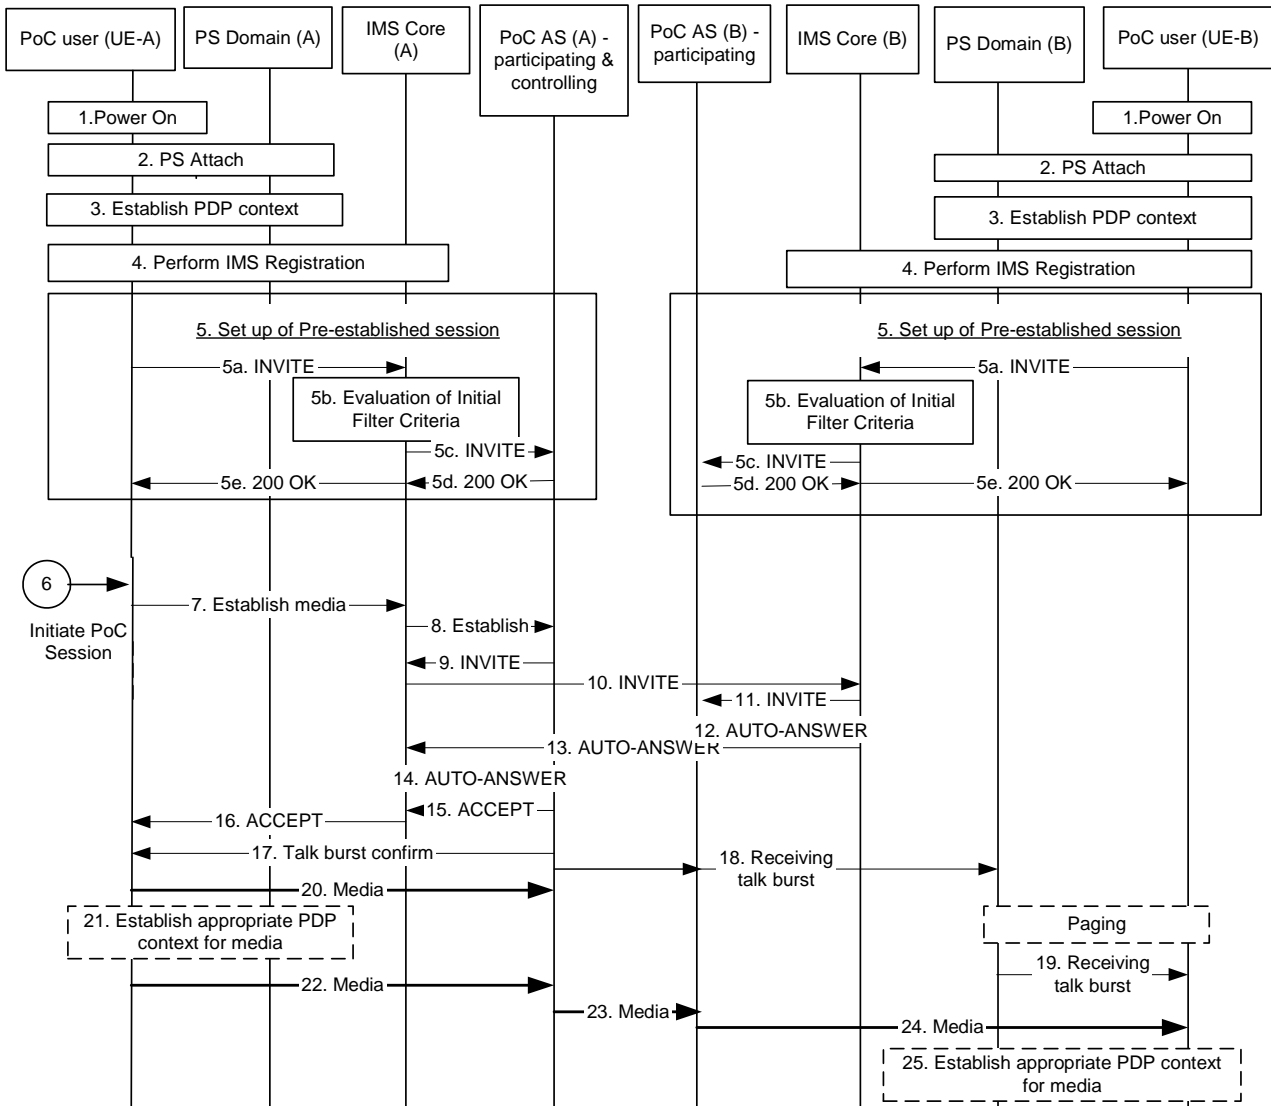 PoC user (UE-A)
PS Domain (A)
IMS Core
(A)
PoC AS (A) -
participating &
controlling
PoC AS (B) -
participating
IMS Core (B)
PS Domain (B)
PoC user (UE-B)
1.Power On
1.Power On
2. PS Attach
2. PS Attach
3. Establish PDP context
3. Establish PDP context
4. Perform IMS Registration
4. Perform IMS Registration
5. Set up of Pre-established session
5. Set up of Pre-established session
5a. INVITE
5a. INVITE
5b. Evaluation of Initial
Filter Criteria
5b. Evaluation of Initial
Filter Criteria
5c. INVITE
5c. INVITE
5e. 200 OK
5d. 200 OK
5d. 200 OK
5e. 200 OK
6
Initiate PoC
Session
7. Establish media
8. Establish
9. INVITE
10. INVITE
11. INVITE
12. AUTO-ANSWER
13. AUTO-ANSWER
14. AUTO-ANSWER
15. ACCEPT
16. ACCEPT
17. Talk burst confirm
18. Receiving
talk burst
20. Media
21. Establish appropriate PDP
context for media
Paging
19. Receiving
talk burst
22. Media
23. Media
24. Media
25. Establish appropriate PDP context
for media